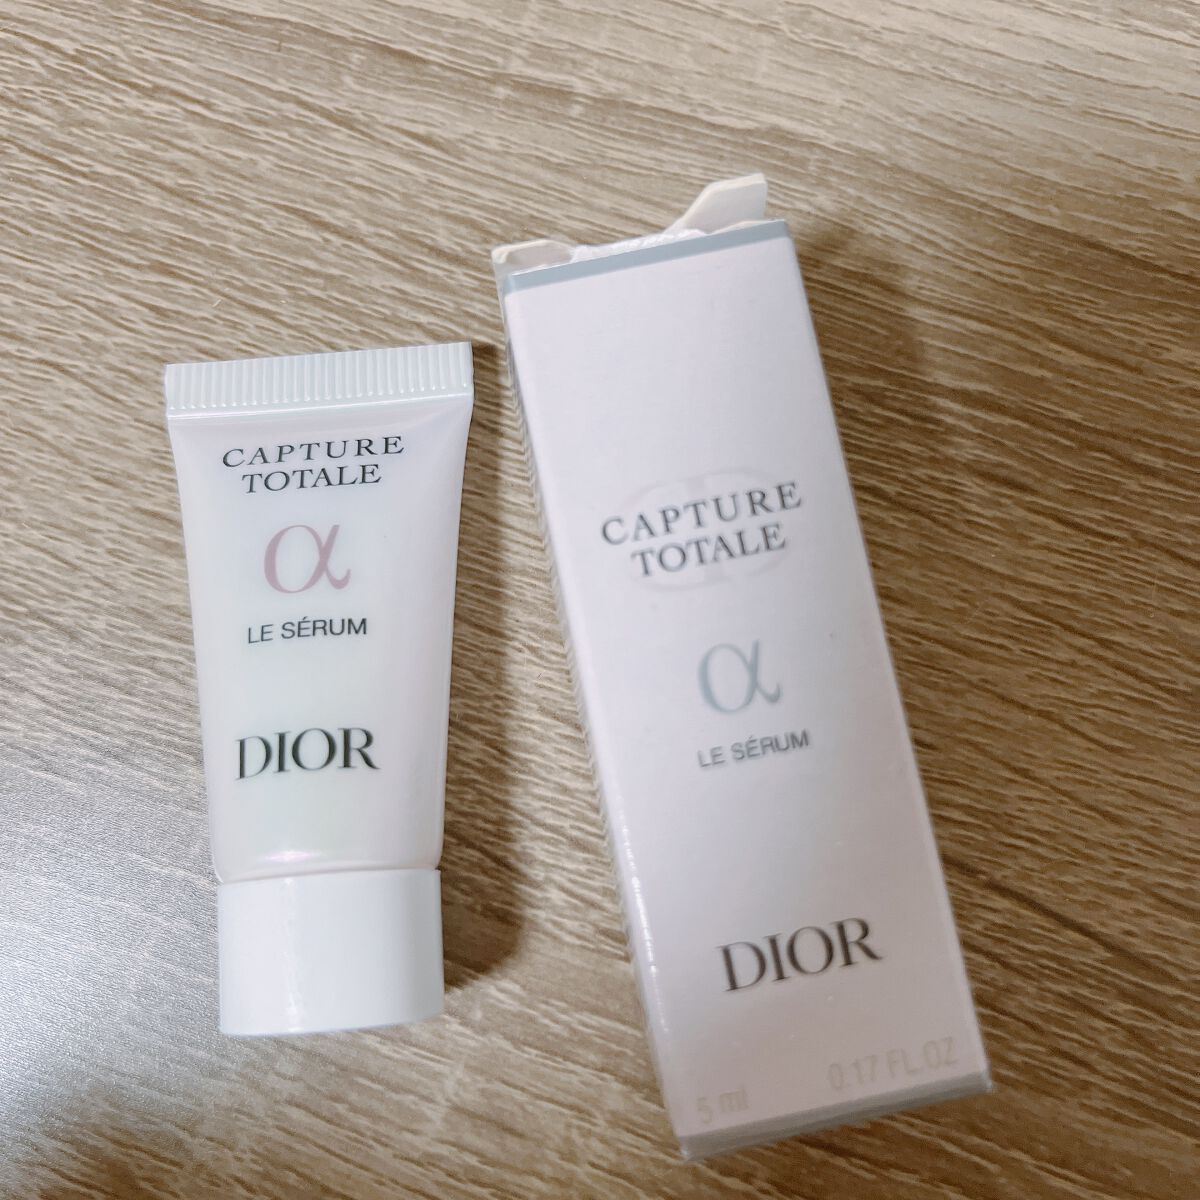 CAPTURE
TOTALE
α
LE SÉRUM
DIOR
CAPTURE
TOTALE
α
LE SÉRUM
DIOR
5 ml 0.17 FL.OZ